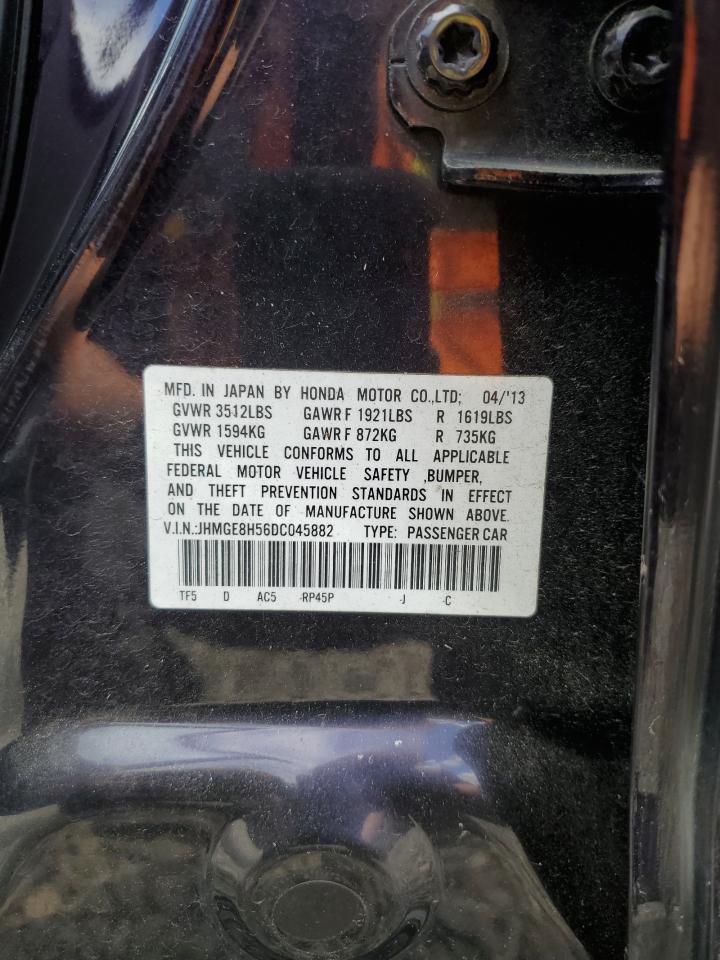 MFD. IN JAPAN BY HONDA MOTOR CO.,LTD; 04/'13
GVWR 3512LBS GAWR F 1921LBS R 1619LBS
GVWR 1594KG GAWR F 872KG R 735KG
THIS VEHICLE CONFORMS TO ALL APPLICABLE
FEDERAL MOTOR VEHICLE SAFETY ,BUMPER,
AND THEFT PREVENTION STANDARDS IN EFFECT
ON THE DATE OF MANUFACTURE SHOWN ABOVE.
V.I.N.:JHMGE8H56DC045882 TYPE: PASSENGER CAR
TF5 D AC5 -RP45P -J -C